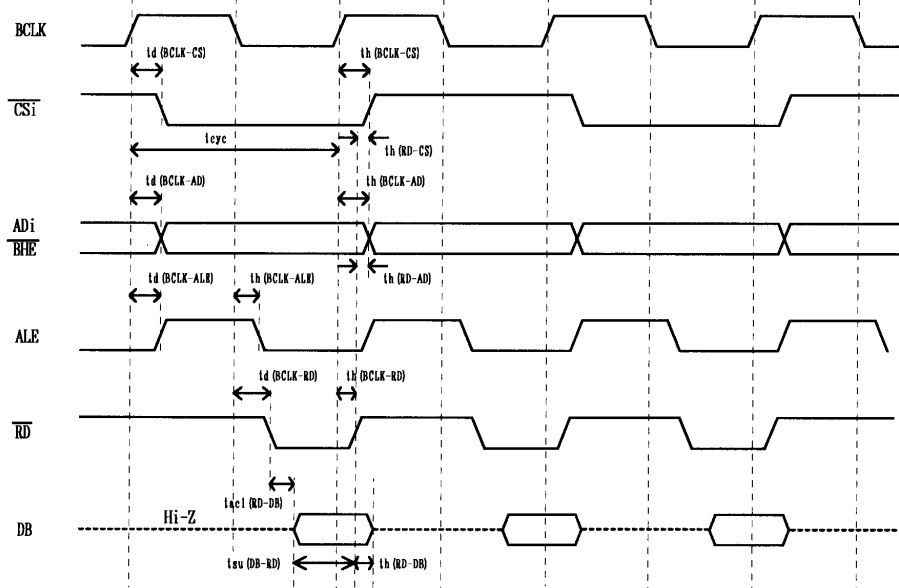 BCLK
td(BCLK-CS)
th(BCLK-CS)
CSi
tcyc
th(RD-CS)
td(BCLK-AD)
th(BCLK-AD)
ADi
BHE
th(RD-AD)
td(BCLK-ALE)
th(BCLK-ALE)
ALE
td(BCLK-RD)
th(BCLK-RD)
RD
tac1(RD-DB)
Hi-Z
DB
tsu(DB-RD)
th(RD-DB)